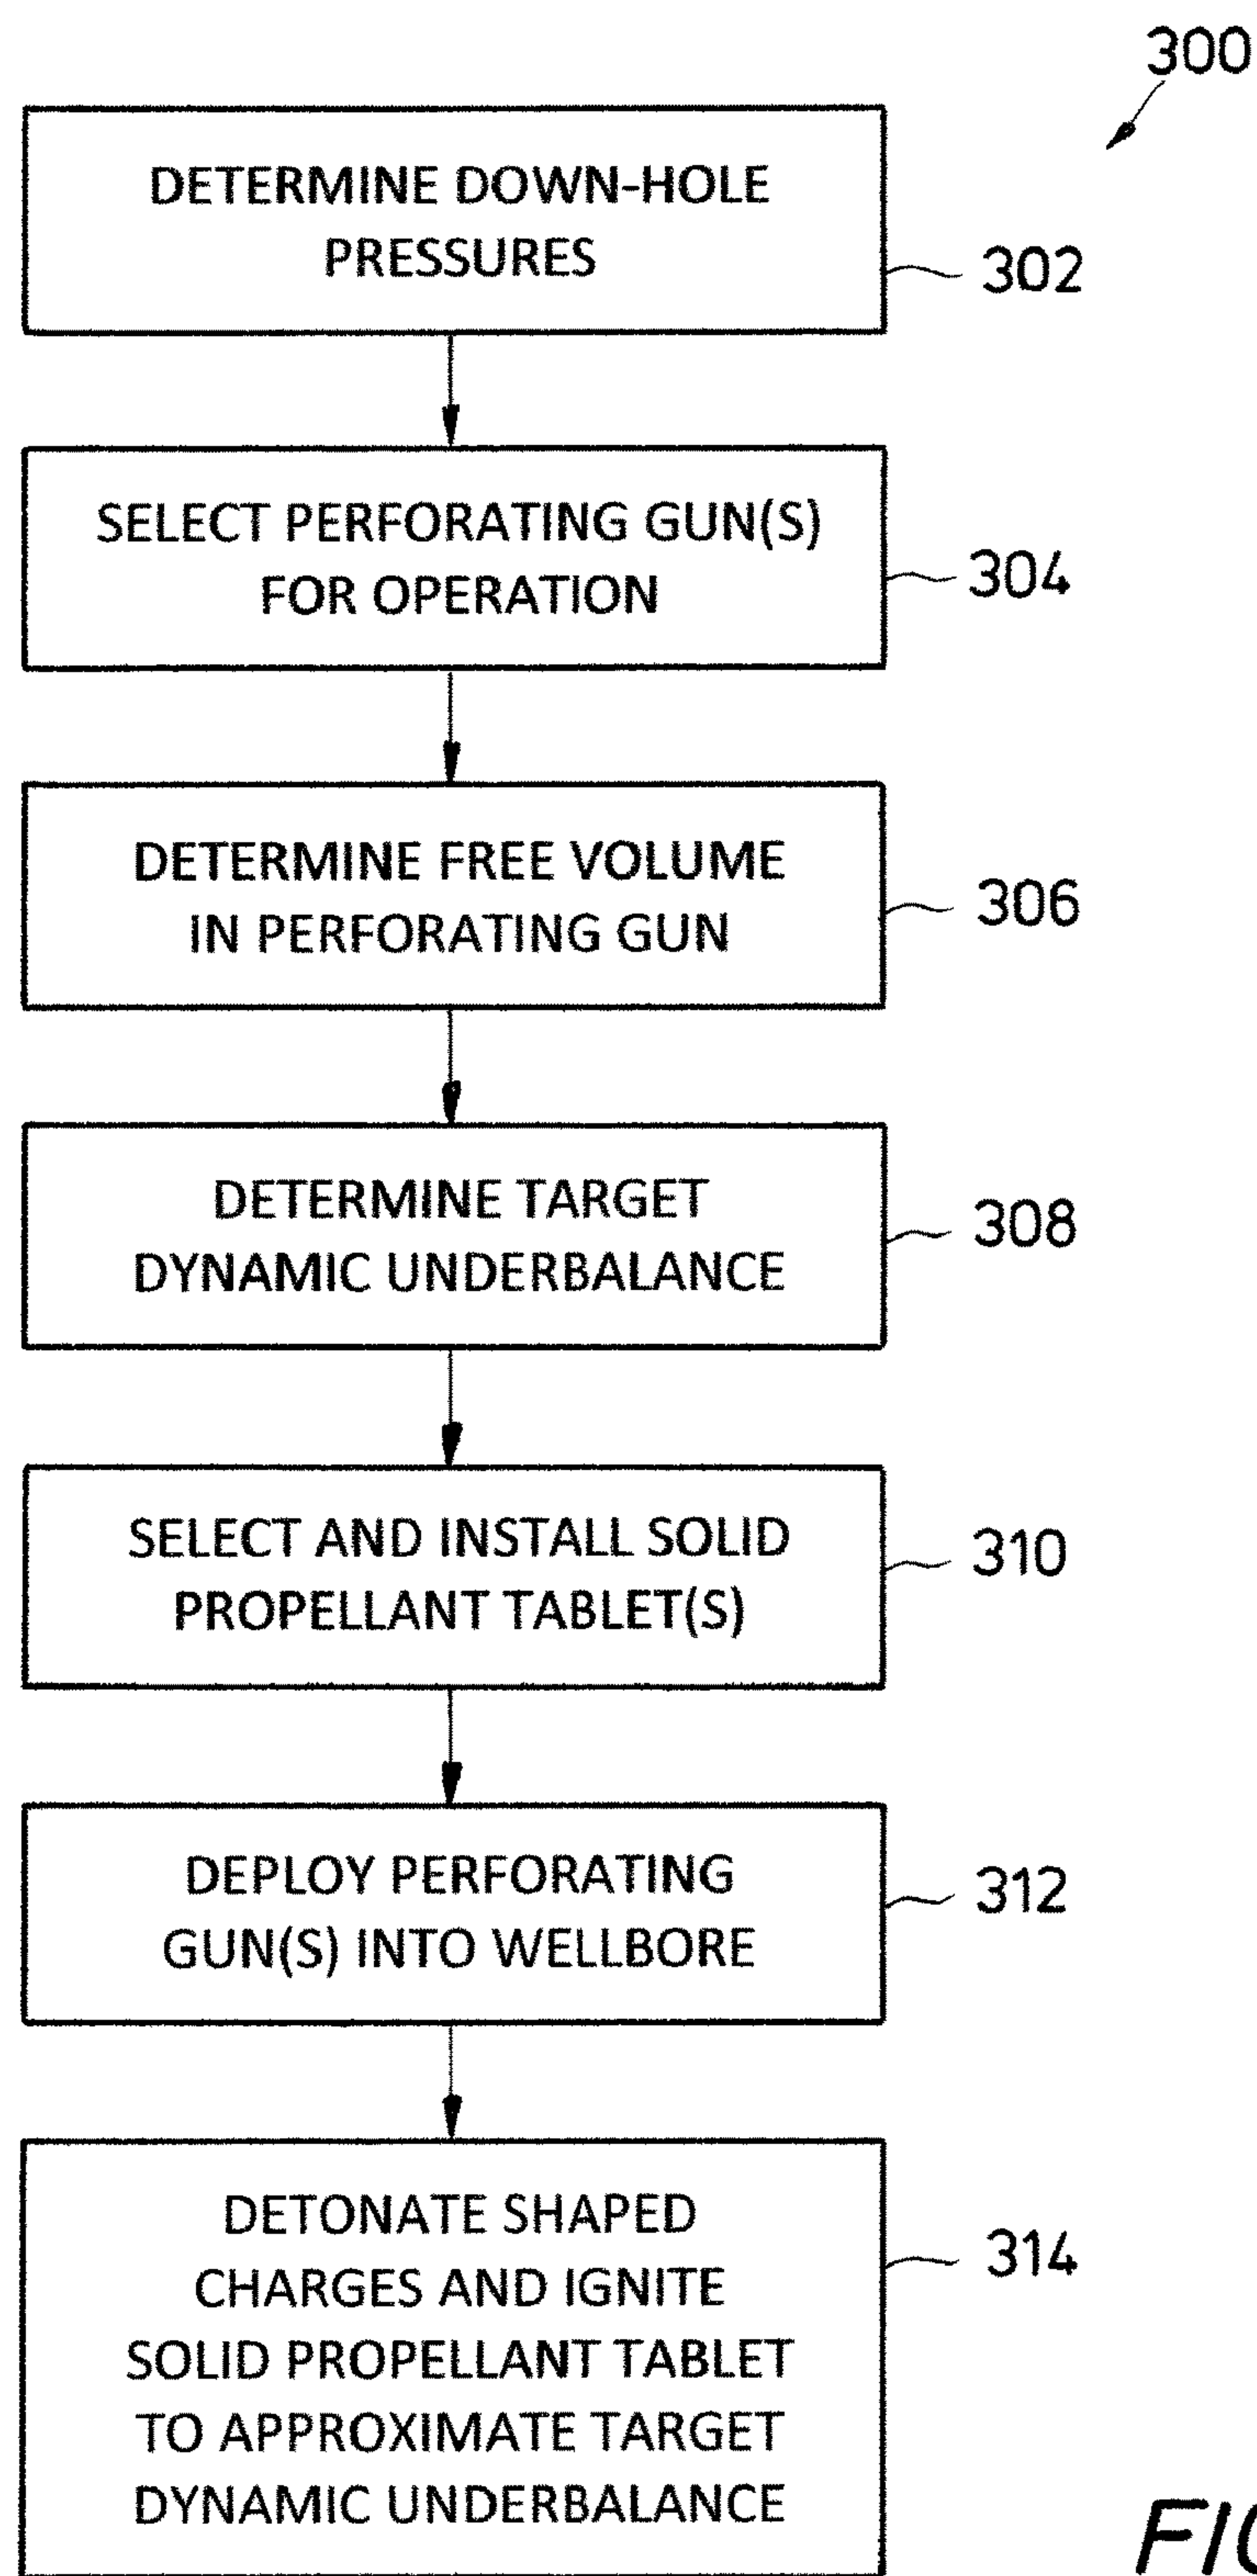 300
DETERMINE DOWN-HOLE
PRESSURES
302
SELECT PERFORATING GUN(S)
FOR OPERATION
304
DETERMINE FREE VOLUME
IN PERFORATING GUN
306
DETERMINE TARGET
DYNAMIC UNDERBALANCE
308
SELECT AND INSTALL SOLID
PROPELLANT TABLET(S)
310
DEPLOY PERFORATING
GUN(S) INTO WELLBORE
312
DETONATE SHAPED
CHARGES AND IGNITE
SOLID PROPELLANT TABLET
TO APPROXIMATE TARGET
DYNAMIC UNDERBALANCE
314